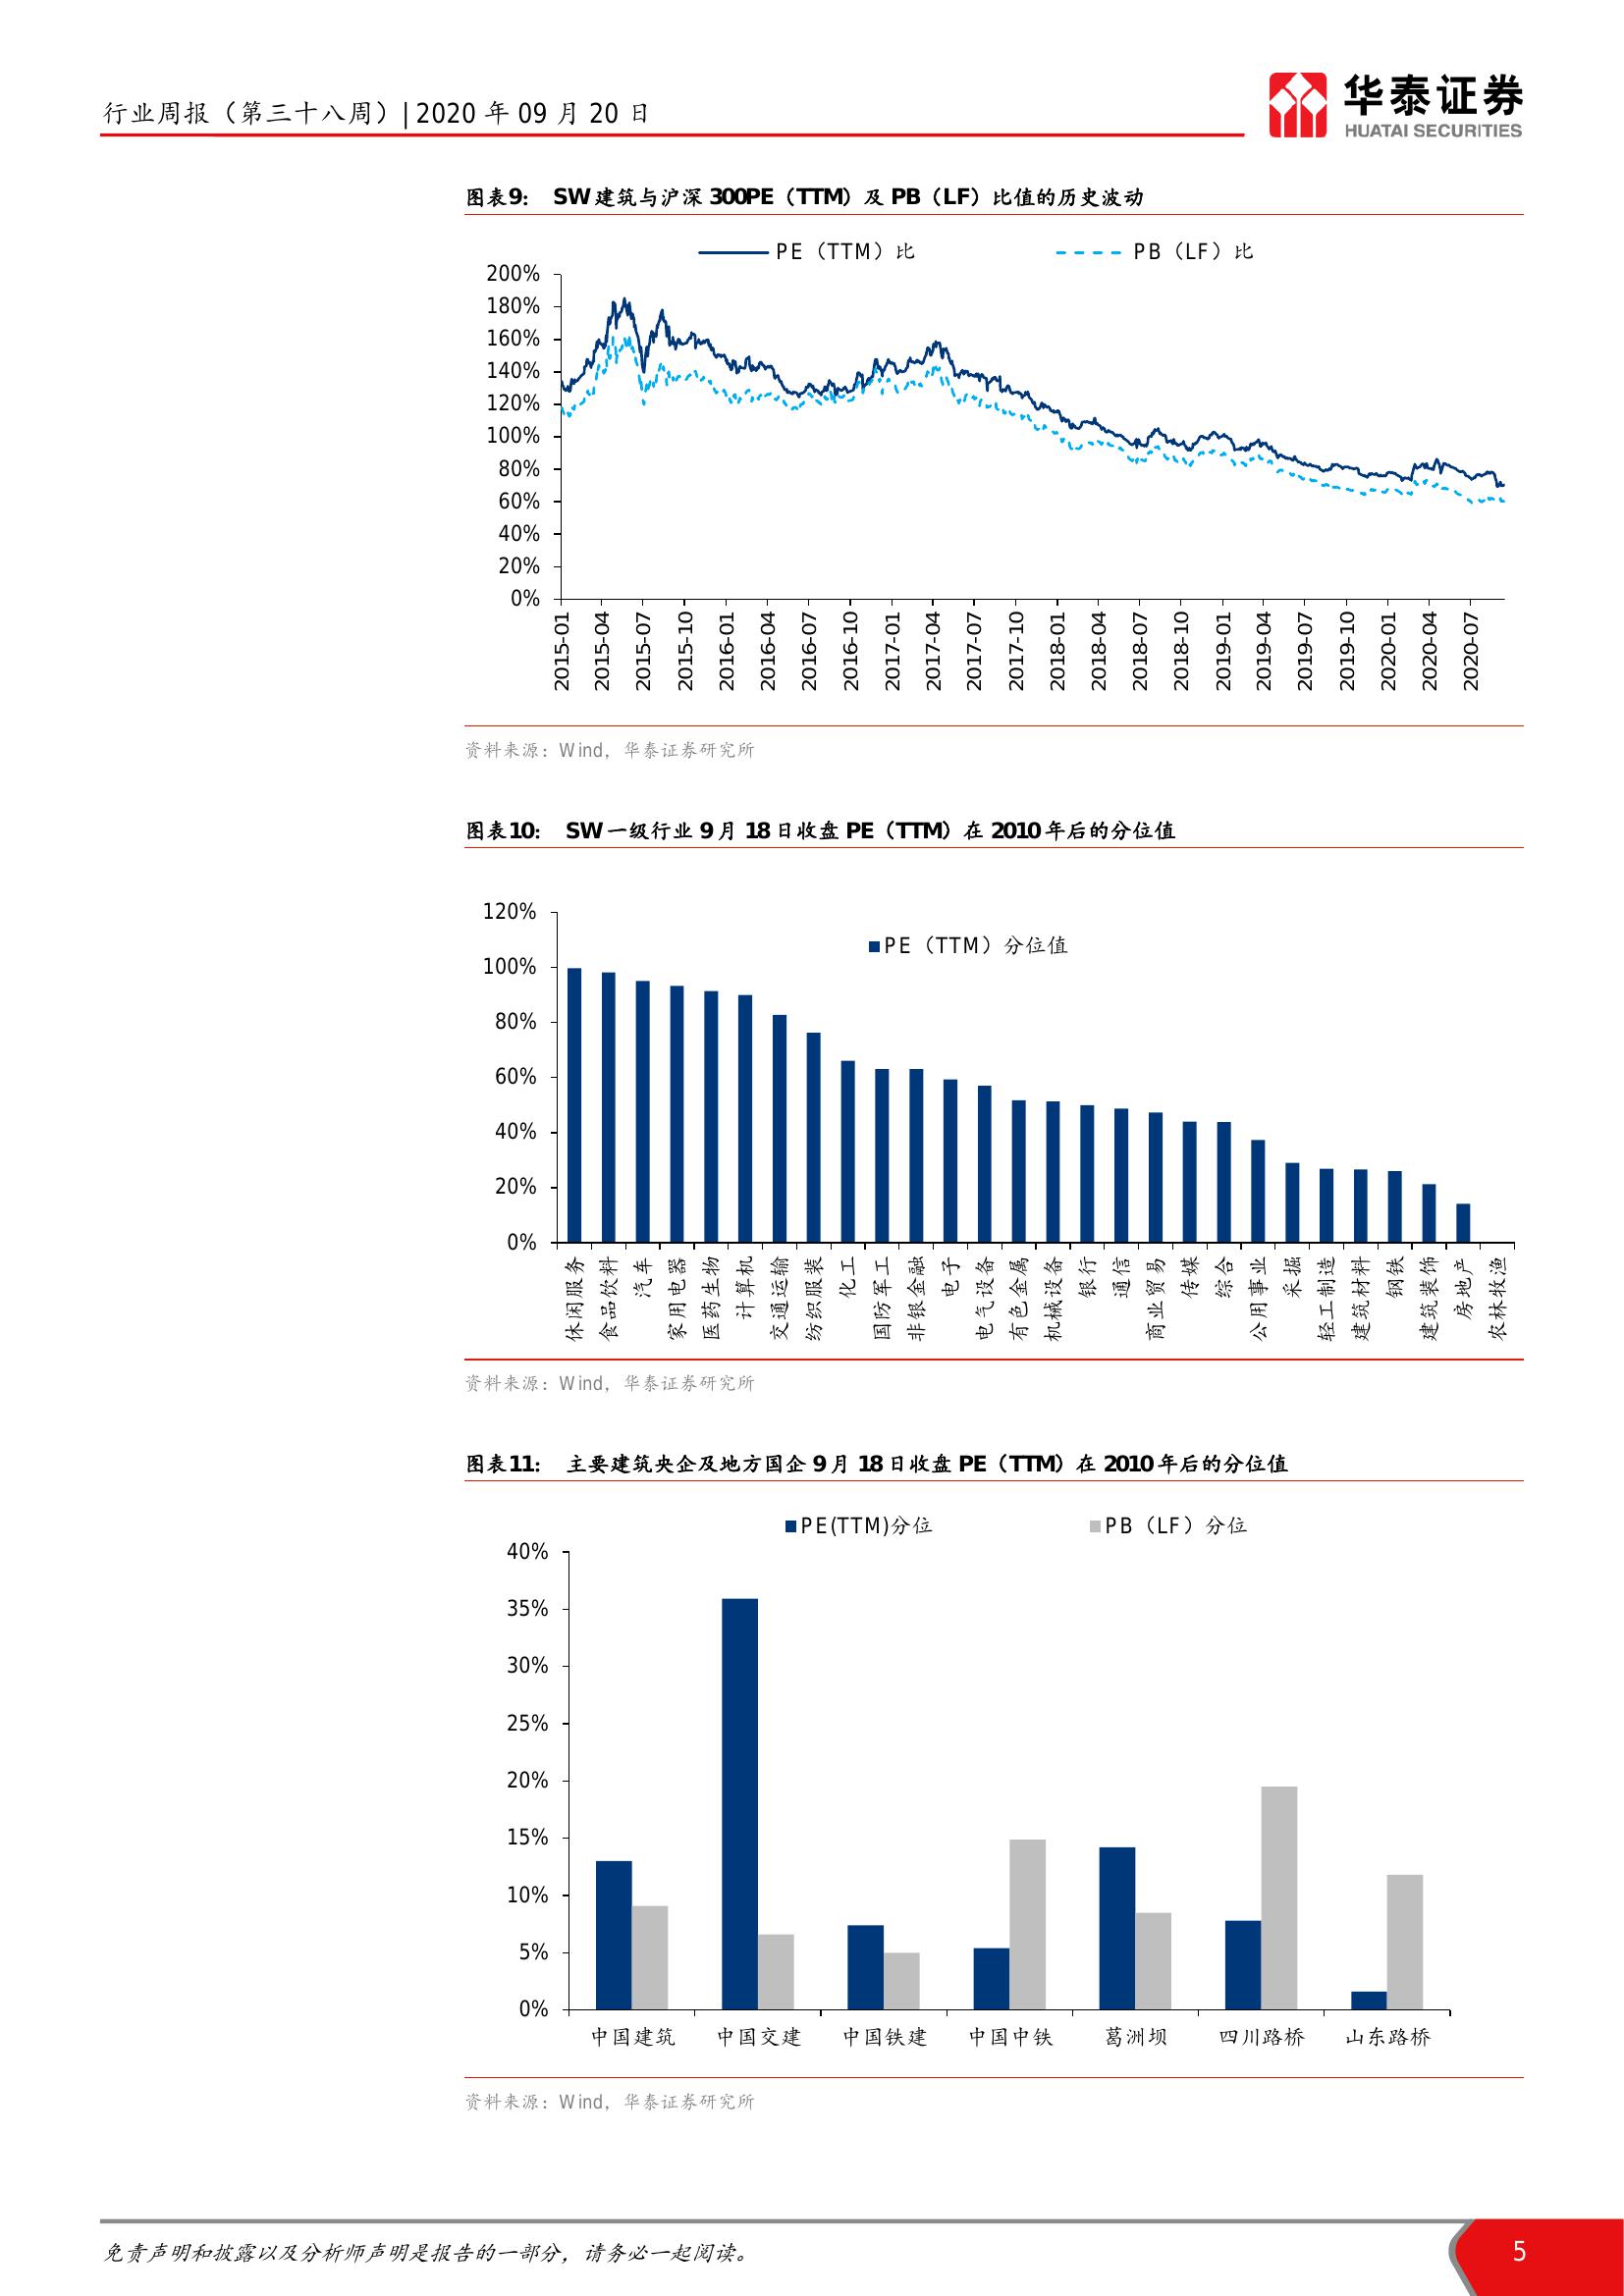 行业周报（第三十八周）|2020 年 09 月 20 日
华泰证券
HUATAI SECURITIES
图表9： SW 建筑与沪深 300PE（TTM）及 PB（LF）比值的历史波动
PE（TTM）比 PB（LF）比
200%
180%
160%
140%
120%
100%
80%
60%
40%
20%
0%
2015-01 2015-04 2015-07 2015-10 2016-01 2016-04 2016-07 2016-10 2017-01 2017-04 2017-07 2017-10 2018-01 2018-04 2018-07 2018-10 2019-01 2019-04 2019-07 2019-10 2020-01 2020-04 2020-07
资料来源：Wind，华泰证券研究所
图表10： SW 一级行业 9 月 18 日收盘 PE（TTM）在 2010 年后的分位值
PE（TTM）分位值
120%
100%
80%
60%
40%
20%
0%
休闲服务 食品饮料 汽车 家用电器 医药生物 计算机 交通运输 纺织服装 化工 国防军工 非银金融 电子 电气设备 有色金属 机械设备 银行 通信 商业贸易 传媒 综合 公用事业 采掘 轻工制造 建筑材料 钢铁 建筑装饰 房地产 农林牧渔
资料来源：Wind，华泰证券研究所
图表11： 主要建筑央企及地方国企 9 月 18 日收盘 PE（TTM）在 2010 年后的分位值
PE(TTM)分位 PB（LF）分位
40%
35%
30%
25%
20%
15%
10%
5%
0%
中国建筑 中国交建 中国铁建 中国中铁 葛洲坝 四川路桥 山东路桥
资料来源：Wind，华泰证券研究所
免责声明和披露以及分析师声明是报告的一部分，请务必一起阅读。
5